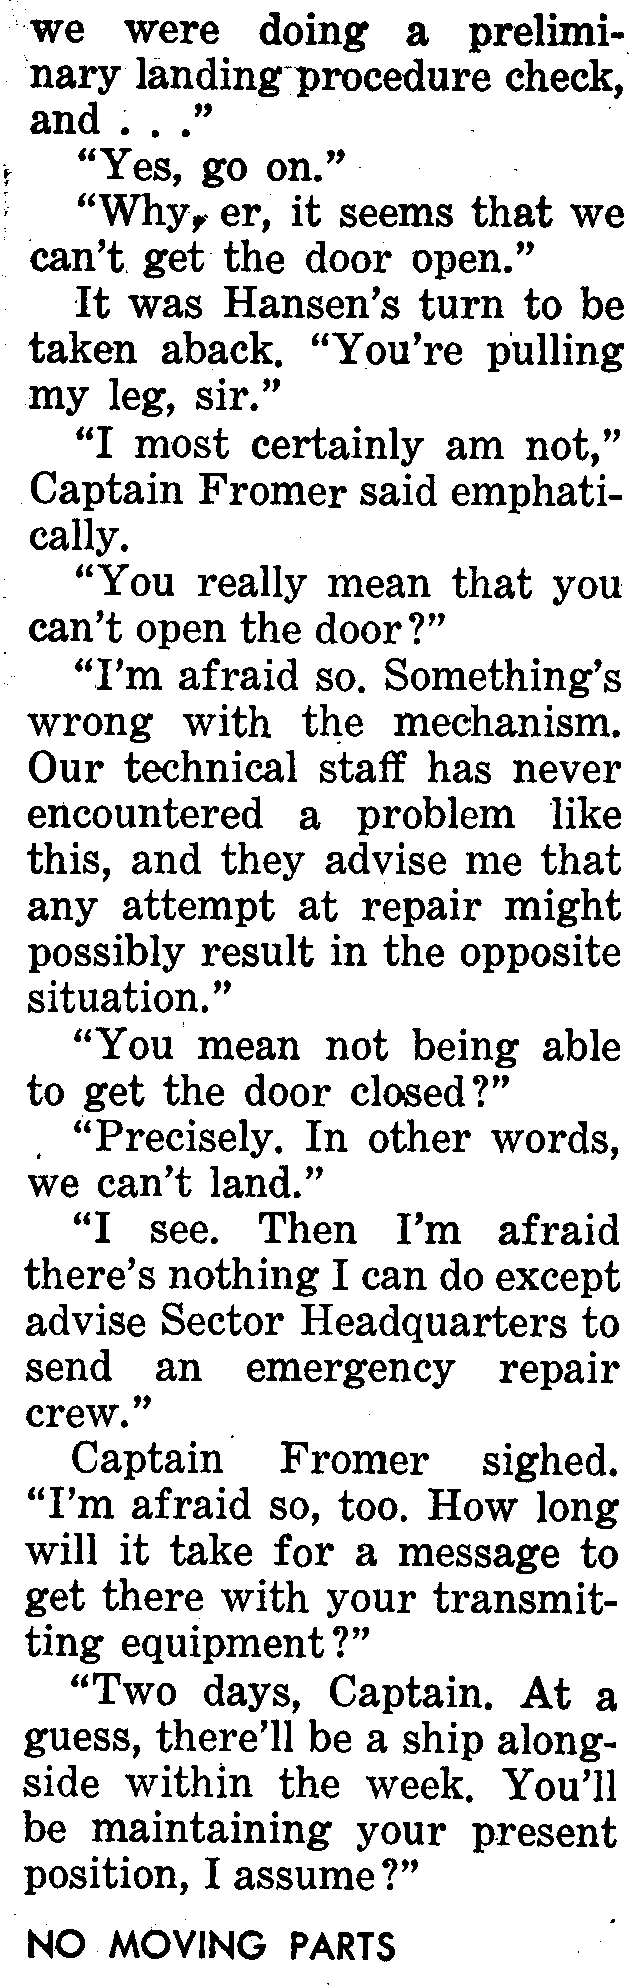 we were doing a prelimi-
nary landing procedure check,
and . . ."
"Yes, go on."
"Why, er, it seems that we
can't get the door open."
It was Hansen's turn to be
taken aback. "You're pulling
my leg, sir."
"I most certainly am not,"
Captain Fromer said emphati-
cally.
"You really mean that you
can't open the door?"
"I'm afraid so. Something's
wrong with the mechanism.
Our technical staff has never
encountered a problem like
this, and they advise me that
any attempt at repair might
possibly result in the opposite
situation."
"You mean not being able
to get the door closed?"
"Precisely. In other words,
we can't land."
"I see. Then I'm afraid
there's nothing I can do except
advise Sector Headquarters to
send an emergency repair
crew."
Captain Fromer sighed.
"I'm afraid so, too. How long
will it take for a message to
get there with your transmit-
ting equipment?"
"Two days, Captain. At a
guess, there'll be a ship along-
side within the week. You'll
be maintaining your present
position, I assume?"
NO MOVING PARTS